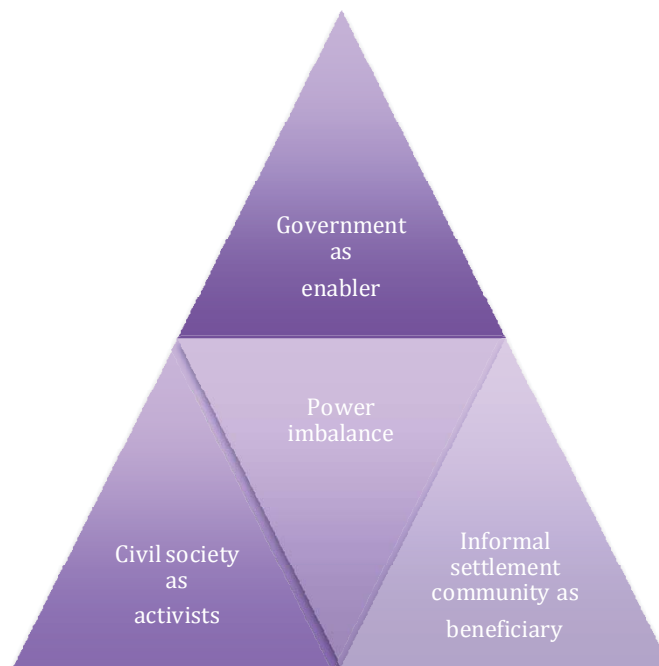 Government
as
enabler
Power
imbalance
Civil society
as
activists
Informal
settlement
community as
beneficiary